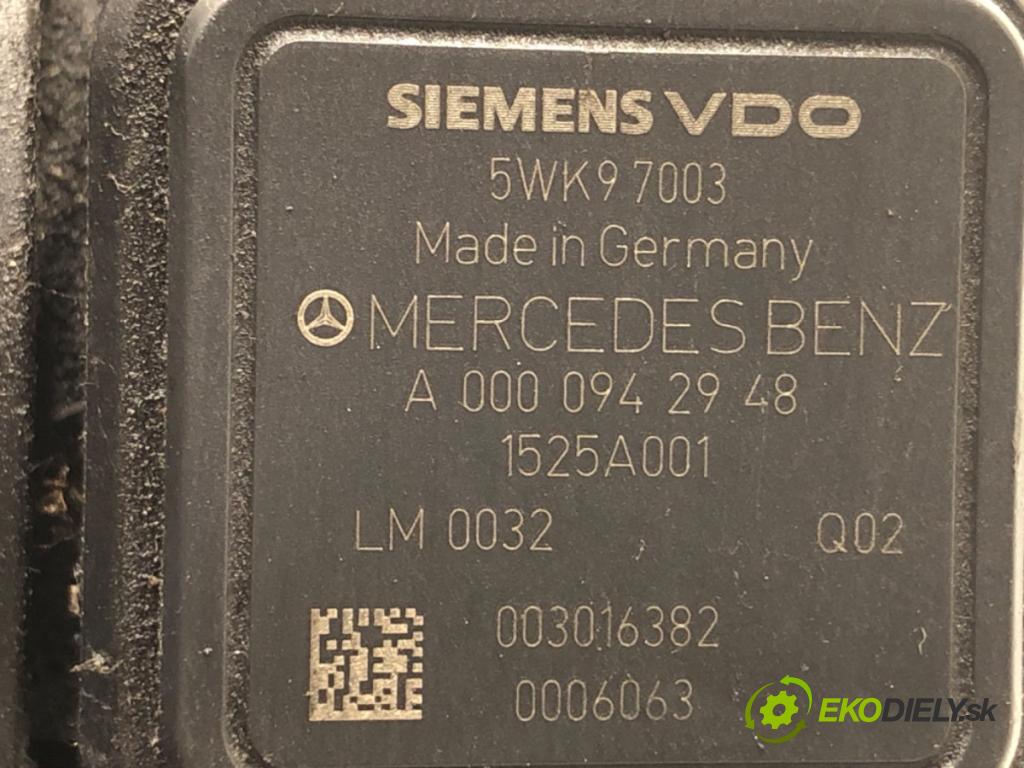 SIEMENS VDO
5WK9 7003
Made in Germany
MERCEDES BENZ
A 000 094 29 48
1525A001
LM 0032 Q02
003016382
0006063
EKODIELY.sk